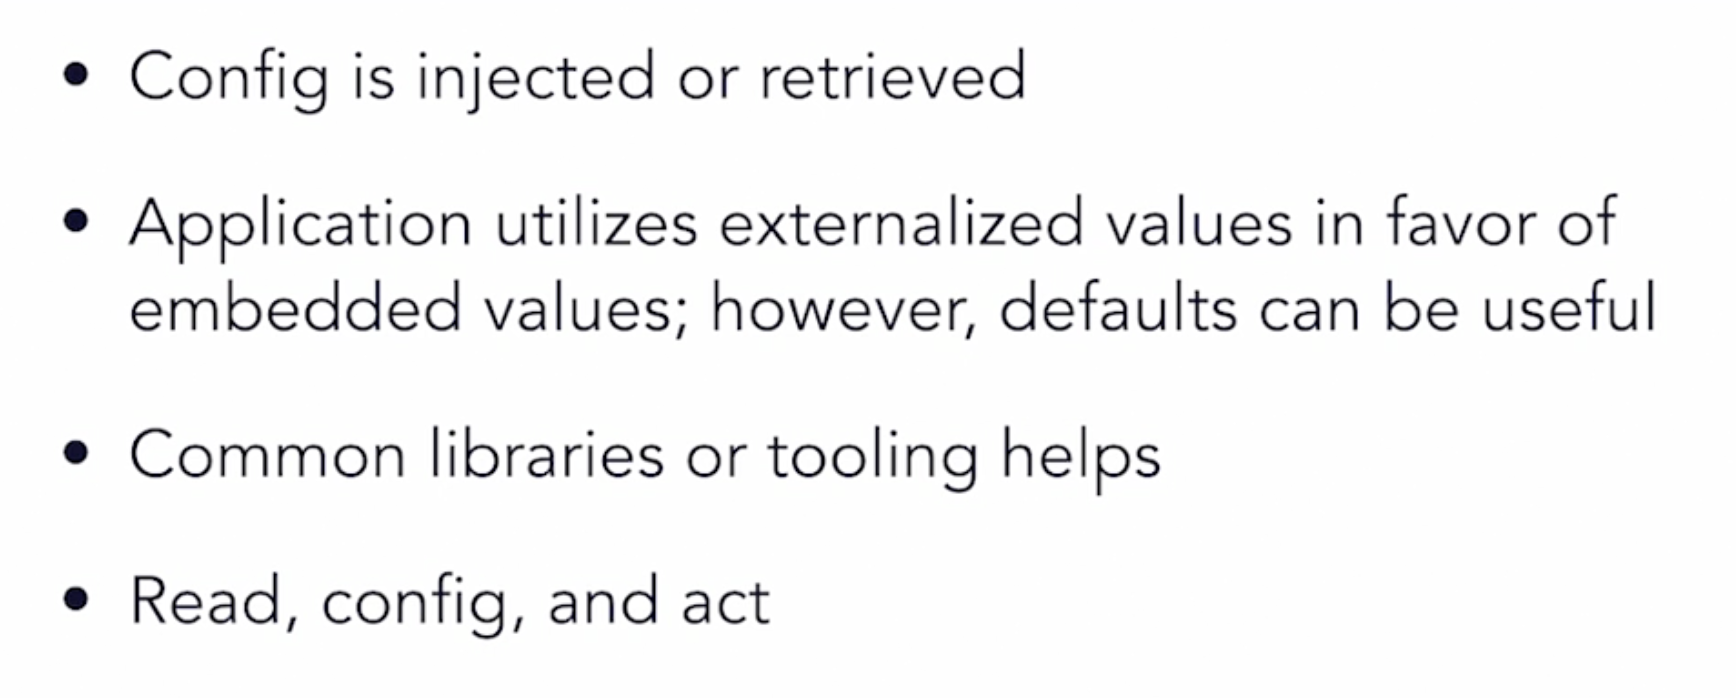 • Config is injected or retrieved
• Application utilizes externalized values in favor of
embedded values; however, defaults can be useful
• Common libraries or tooling helps
• Read, config, and act